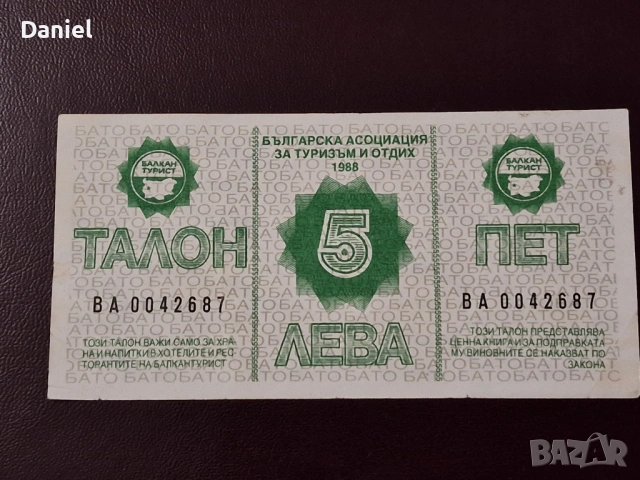 Daniel
БЪЛГАРСКА АСОЦИАЦИЯ
ЗА ТУРИЗЪМ И ОТДИХ
1988
БАЛКАН
ТУРИСТ
БАЛКАН
ТУРИСТ
ТАЛОН
5
ПЕТ
ВА 0042687
ВА 0042687
ЛЕВА
ТОЗИ ТАЛОН ВАЖИ САМО ЗА ХРА-
НА И НАПИТКИ В ХОТЕЛИТЕ И РЕС-
ТОРАНТИТЕ НА БАЛКАНТУРИСТ
ТОЗИ ТАЛОН ПРЕДСТАВЛЯВА
ЦЕННА КНИГА И ЗА ПОДПРАВКАТА
МУ ВИНОВНИТЕ СЕ НАКАЗВАТ ПО
ЗАКОНА
BAZAR